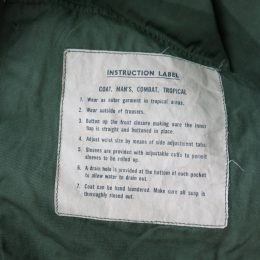 INSTRUCTION LABEL
COAT, MAN'S, COMBAT, TROPICAL
1. Wear as outer garment in tropical areas.
2. Wear outside of trousers.
3. Button up the front closure making sure the inner
flap is straight and buttoned in place.
4. Adjust waist size by means of side adjustment tabs.
5. Sleeves are provided with adjustable cuffs to permit
sleeves to be rolled up.
6. A drain hole is provided at the bottom of each pocket
to allow water to drain out.
7. Coat can be hand laundered. Make sure all soap is
thoroughly rinsed out.